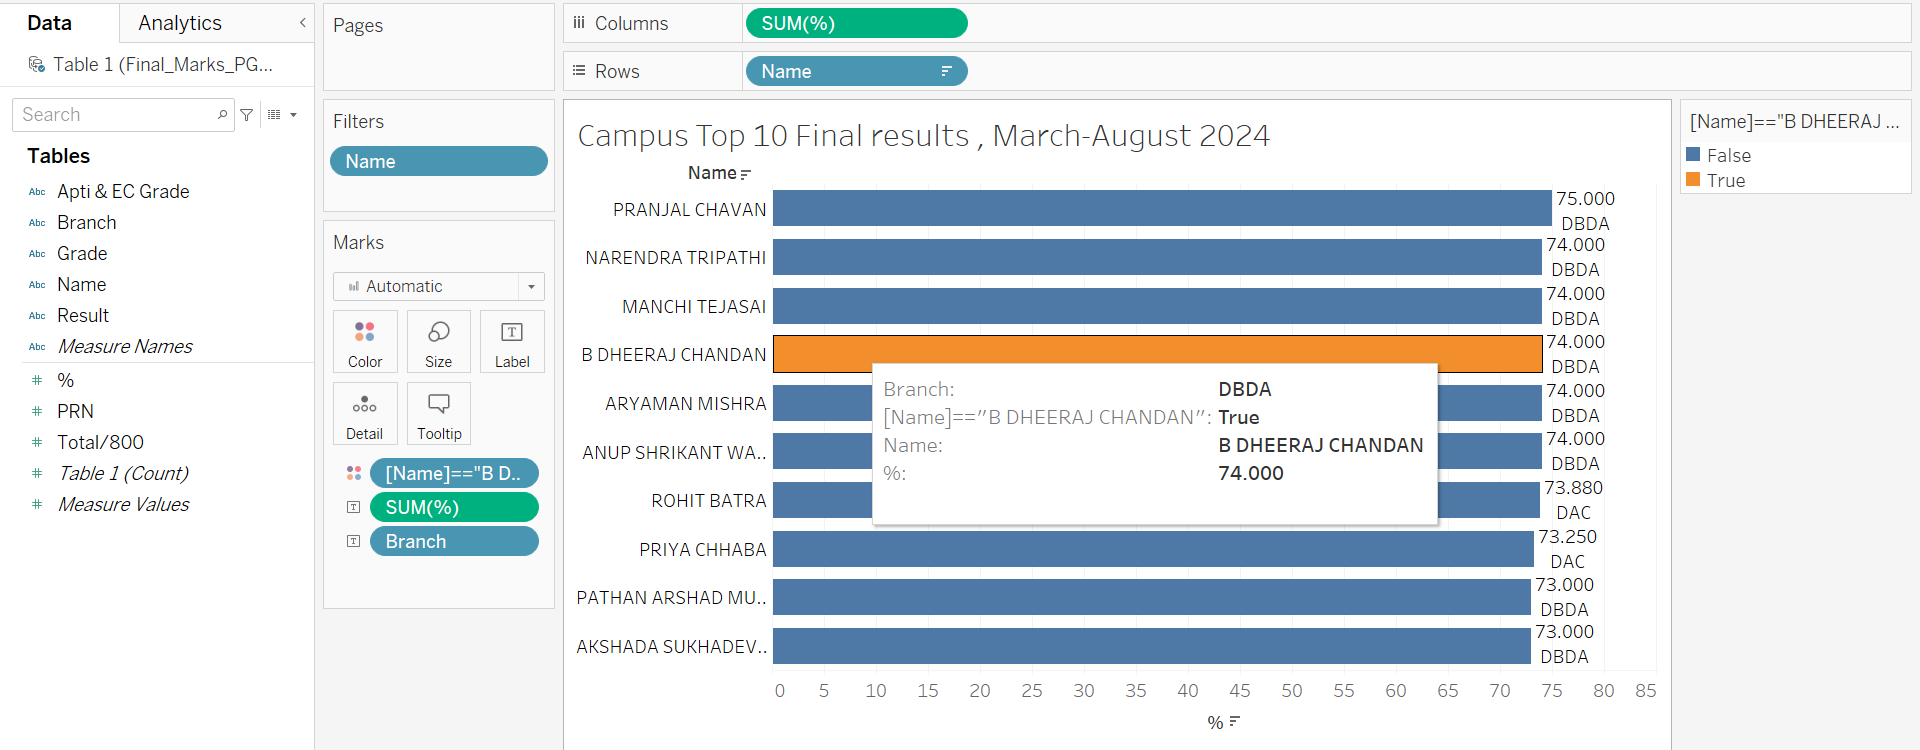 Data
Analytics
Table 1 (Final_Marks_PG...
Search
Tables
Abc Apti & EC Grade
Abc Branch
Abc Grade
Abc Name
Abc Result
Abc Measure Names
# %
# PRN
# Total/800
# Table 1 (Count)
# Measure Values
Pages
Filters
Name
Marks
Automatic
Color
Size
Label
Detail
Tooltip
[Name]=="B D..
SUM(%)
Branch
Columns
SUM(%)
Rows
Name
Campus Top 10 Final results , March-August 2024
Name
PRANJAL CHAVAN
75.000
DBDA
NARENDRA TRIPATHI
74.000
DBDA
MANCHI TEJASAI
74.000
DBDA
B DHEERAJ CHANDAN
74.000
DBDA
ARYAMAN MISHRA
74.000
DBDA
ANUP SHRIKANT WA..
74.000
DBDA
ROHIT BATRA
73.880
DAC
PRIYA CHHABA
73.250
DAC
PATHAN ARSHAD MU..
73.000
DBDA
AKSHADA SUKHADEV..
73.000
DBDA
Branch: DBDA
[Name]=="B DHEERAJ CHANDAN": True
Name: B DHEERAJ CHANDAN
%: 74.000
0 5 10 15 20 25 30 35 40 45 50 55 60 65 70 75 80 85
%
[Name]=="B DHEERAJ ...
False
True